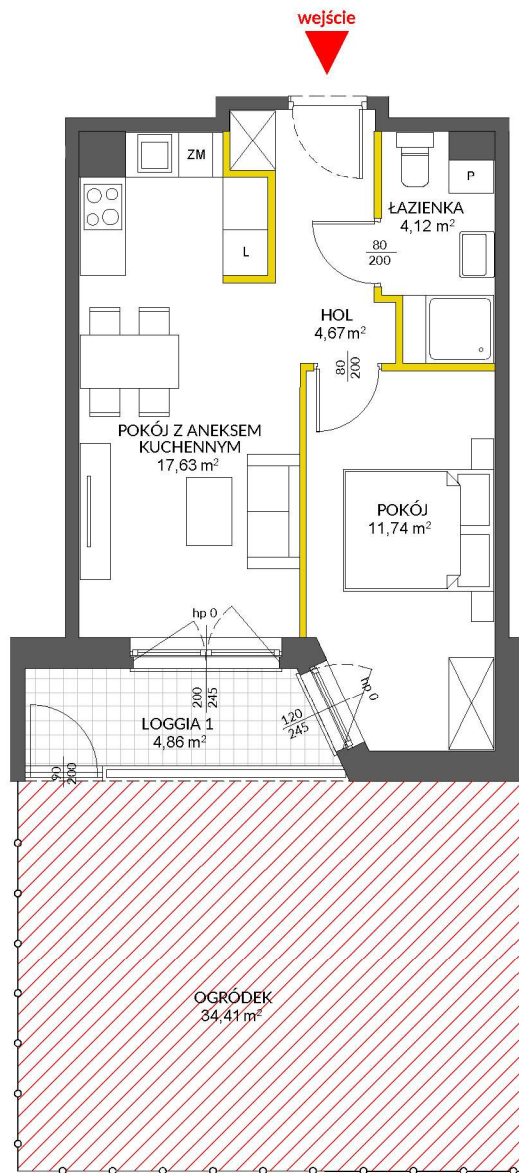 wejście
ZM
P
ŁAZIENKA
4,12 m²
L
80
200
HOL
4,67 m²
80
200
POKÓJ Z ANEKSEM
KUCHENNYM
17,63 m²
POKÓJ
11,74 m²
hp 0
200
245
hp 0
120
245
LOGGIA 1
4,86 m²
90
200
OGRÓDEK
34,41 m²